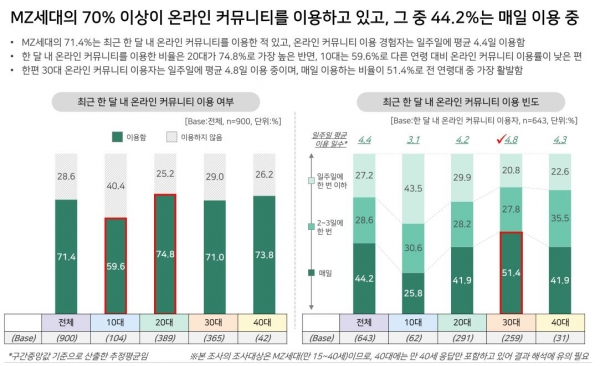 MZ세대의 70% 이상이 온라인 커뮤니티를 이용하고 있고, 그 중 44.2%는 매일 이용 중
• MZ세대의 71.4%는 최근 한 달 내 온라인 커뮤니티를 이용한 적 있고, 온라인 커뮤니티 이용 경험자는 일주일에 평균 4.4일 이용함
• 한 달 내 온라인 커뮤니티를 이용한 비율은 20대가 74.8%로 가장 높은 반면, 10대는 59.6%로 다른 연령 대비 온라인 커뮤니티 이용률이 낮은 편
• 한편 30대 온라인 커뮤니티 이용자는 일주일에 평균 4.8일 이용 중이며, 매일 이용하는 비율이 51.4%로 전 연령대 중 가장 활발함
최근 한 달 내 온라인 커뮤니티 이용 여부
[Base:전체, n=900, 단위:%]
이용함 이용하지 않음
28.6 40.4 25.2 29.0 26.2
71.4 59.6 74.8 71.0 73.8
전체 10대 20대 30대 40대
(Base) (900) (104) (389) (365) (42)
*구간중앙값 기준으로 산출한 추정평균임
최근 한 달 내 온라인 커뮤니티 이용 빈도
[Base:한 달 내 온라인 커뮤니티 이용자, n=643, 단위:%]
일주일 평균
이용 일수*
4.4 3.1 4.2 4.8 4.3
일주일에
한 번 이하
27.2 43.5 29.9 20.8 22.6
2~3일에
한 번
28.6 30.6 28.2 27.8 35.5
매일
44.2 25.8 41.9 51.4 41.9
전체 10대 20대 30대 40대
(Base) (643) (62) (291) (259) (31)
※본 조사의 조사대상은 MZ세대(만 15~40세)이므로, 40대에는 만 40세 응답만 포함하고 있어 결과 해석에 유의 필요